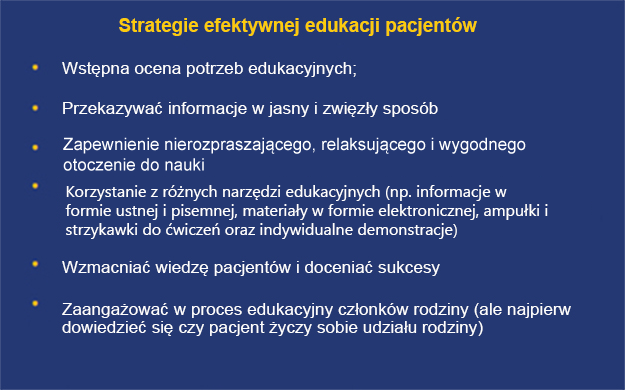 Strategie efektywnej edukacji pacjentów
Wstępna ocena potrzeb edukacyjnych;
Przekazywać informacje w jasny i zwięzły sposób
Zapewnienie nierozpraszającego, relaksującego i wygodnego
otoczenie do nauki
Korzystanie z różnych narzędzi edukacyjnych (np. informacje w
formie ustnej i pisemnej, materiały w formie elektronicznej, ampułki i
strzykawki do ćwiczeń oraz indywidualne demonstracje)
Wzmacniać wiedzę pacjentów i doceniać sukcesy
Zaangażować w proces edukacyjny członków rodziny (ale najpierw
dowiedzieć się czy pacjent życzy sobie udziału rodziny)